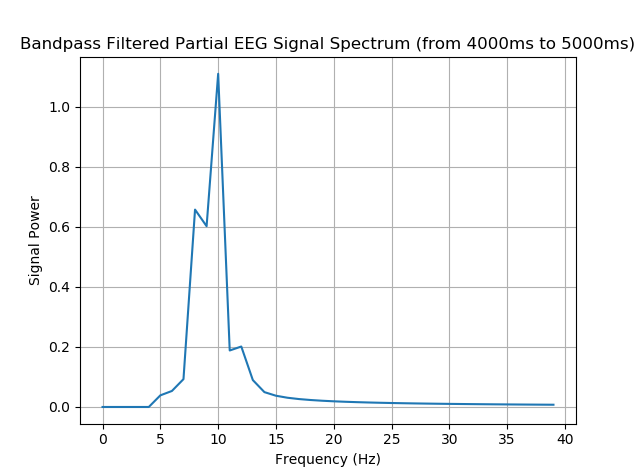 Bandpass Filtered Partial EEG Signal Spectrum (from 4000ms to 5000ms)
1.0
0.8
0.6
0.4
0.2
0.0
Signal Power
0 5 10 15 20 25 30 35 40
Frequency (Hz)